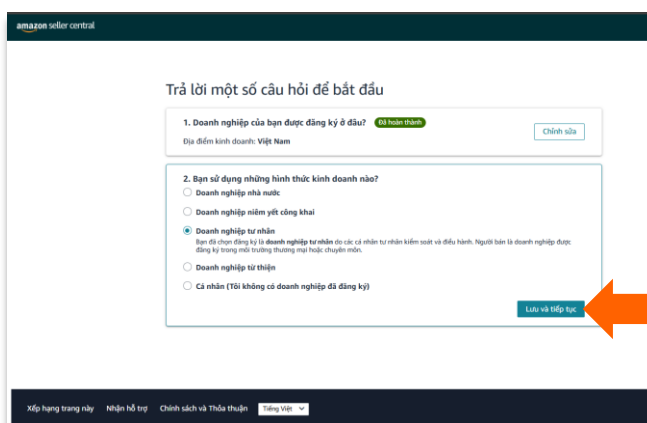 amazon seller central
Trả lời một số câu hỏi để bắt đầu
1. Doanh nghiệp của bạn được đăng ký ở đâu? Đã hoàn thành
Chỉnh sửa
Địa điểm kinh doanh: Việt Nam
2. Bạn sử dụng những hình thức kinh doanh nào?
Doanh nghiệp nhà nước
Doanh nghiệp niêm yết công khai
Doanh nghiệp tư nhân
Bạn đã chọn đăng ký là doanh nghiệp tư nhân do các cá nhân tư nhân kiểm soát và điều hành. Người bán là doanh nghiệp được
đăng ký trong môi trường thương mại hoặc chuyên môn.
Doanh nghiệp từ thiện
Cá nhân (Tôi không có doanh nghiệp đã đăng ký)
Lưu và tiếp tục
Xếp hạng trang này Nhận hỗ trợ Chính sách và Thỏa thuận Tiếng Việt